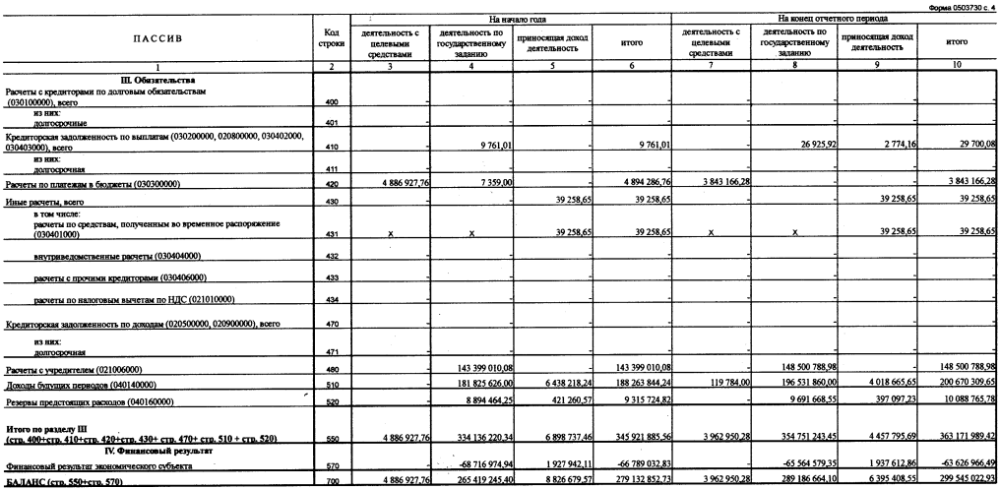 Форма 0503730 с. 4
ПАССИВ Код строки На начало года На конец отчетного периода
деятельность с целевыми средствами деятельность по государственному заданию приносящая доход деятельность итого деятельность с целевыми средствами деятельность по государственному заданию приносящая доход деятельность итого
1 2 3 4 5 6 7 8 9 10
III. Обязательства
Расчеты с кредиторами по долговым обязательствам
(030100000), всего 400 - - - - - - - -
из них:
долгосрочные 401 - - - - - - - -
Кредиторская задолженность по выплатам (030200000, 020800000, 030402000,
030403000), всего 410 - 9 761,01 - 9 761,01 - 26 925,92 2 774,16 29 700,08
из них:
долгосрочная 411 - - - - - - - -
Расчеты по платежам в бюджеты (030300000) 420 4 886 927,76 7 359,00 - 4 894 286,76 3 843 166,28 - - 3 843 166,28
Иные расчеты, всего 430 - - 39 258,65 39 258,65 - - 39 258,65 39 258,65
в том числе:
расчеты по средствам, полученным во временное распоряжение
(030401000) 431 х х 39 258,65 39 258,65 х х 39 258,65 39 258,65
внутриведомственные расчеты (030404000) 432 - - - - - - - -
расчеты с прочими кредиторами (030406000) 433 - - - - - - - -
расчеты по налоговым вычетам по НДС (021010000) 434 - - - - - - - -
Кредиторская задолженность по доходам (020500000, 020900000), всего 470 - - - - - - - -
из них:
долгосрочная 471 - - - - - - - -
Расчеты с учредителем (021006000) 480 - 143 399 010,08 - 143 399 010,08 - 148 500 788,98 - 148 500 788,98
Доходы будущих периодов (040140000) 510 - 181 825 626,00 6 438 218,24 188 263 844,24 119 784,00 196 531 860,00 4 018 665,65 200 670 309,65
Резервы предстоящих расходов (040160000) 520 - 8 894 464,25 421 260,57 9 315 724,82 - 9 691 668,55 397 097,23 10 088 765,78
Итого по разделу III
(стр. 400+стр. 410+стр. 420+стр. 430+ стр. 470+ стр. 510 + стр. 520) 550 4 886 927,76 334 136 220,34 6 898 737,46 345 921 885,56 3 962 950,28 354 751 243,45 4 457 795,69 363 171 989,42
IV. Финансовый результат
Финансовый результат экономического субъекта 570 - -68 716 974,94 1 927 942,11 -66 789 032,83 - -65 564 579,35 1 937 612,86 -63 626 966,49
БАЛАНС (стр. 550+стр. 570) 700 4 886 927,76 265 419 245,40 8 826 679,57 279 132 852,73 3 962 950,28 289 186 664,10 6 395 408,55 299 545 022,93